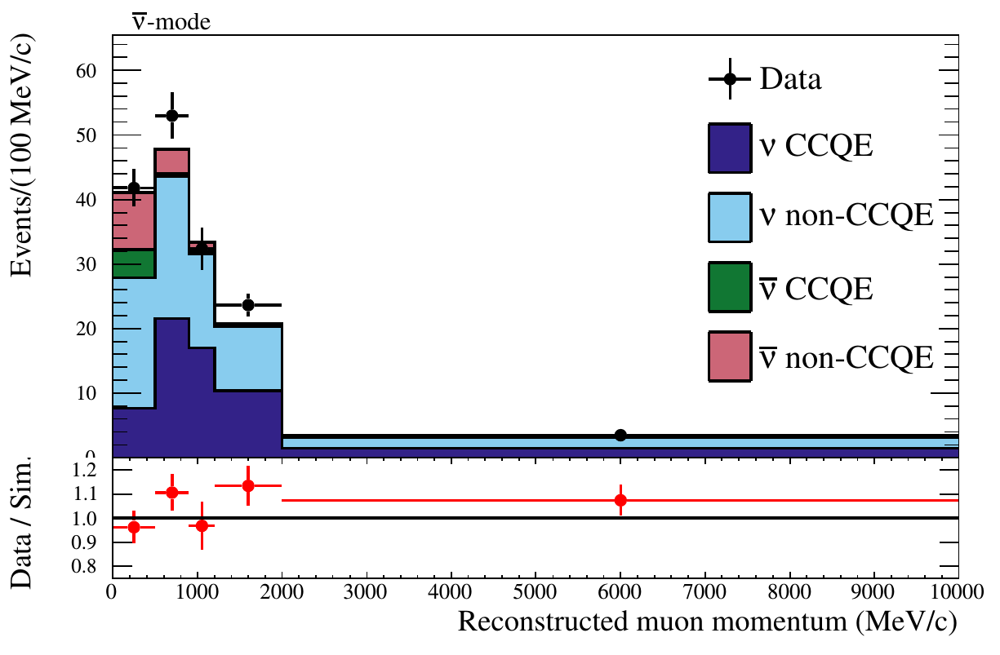 ν̅-mode
Events/(100 MeV/c)
60
50
40
30
20
10
0
Data
ν CCQE
ν non-CCQE
ν̅ CCQE
ν̅ non-CCQE
Data / Sim.
1.2
1.1
1.0
0.9
0.8
0 1000 2000 3000 4000 5000 6000 7000 8000 9000 10000
Reconstructed muon momentum (MeV/c)